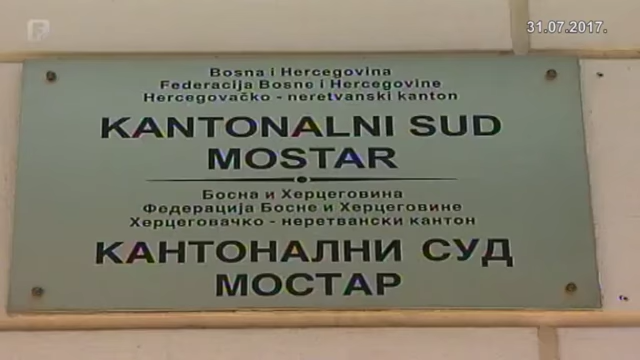 31.07.2017.
Bosna i Hercegovina
Federacija Bosne i Hercegovine
Hercegovačko - neretvanski kanton
KANTONALNI SUD
MOSTAR
Босна и Херцеговина
Федерација Босне и Херцеговине
Херцеговачко - неретвански кантон
КАНТОНАЛНИ СУД
МОСТАР